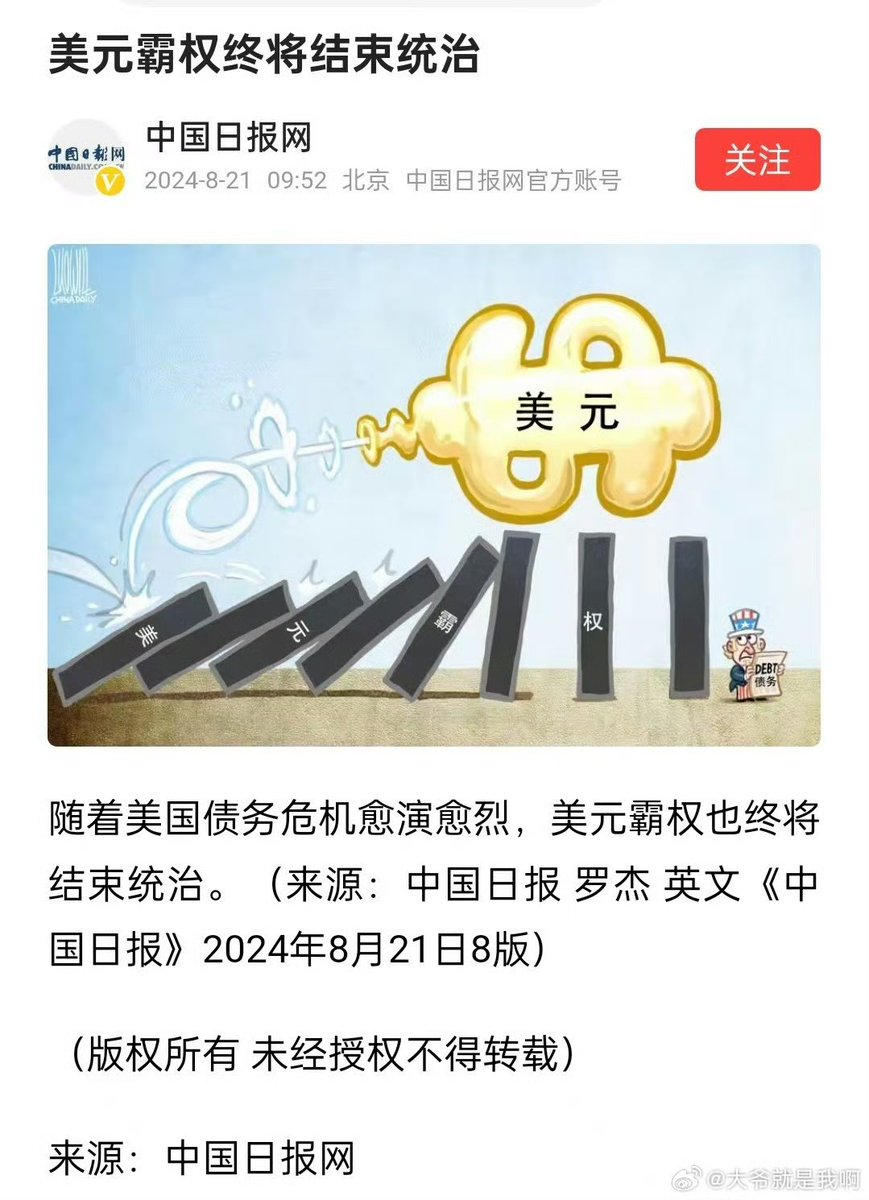 美元霸权终将结束统治
中国日报网
中国日报网
CHINADAILY.COM.CN
V
2024-8-21 09:52 北京 中国日报网官方账号
关注
CHINA DAILY
美 元
美
元
霸
权
DEBT
债务
随着美国债务危机愈演愈烈，美元霸权也终将
结束统治。（来源：中国日报 罗杰 英文《中
国日报》2024年8月21日8版）
（版权所有 未经授权不得转载）
来源：中国日报网
@大爷就是我啊